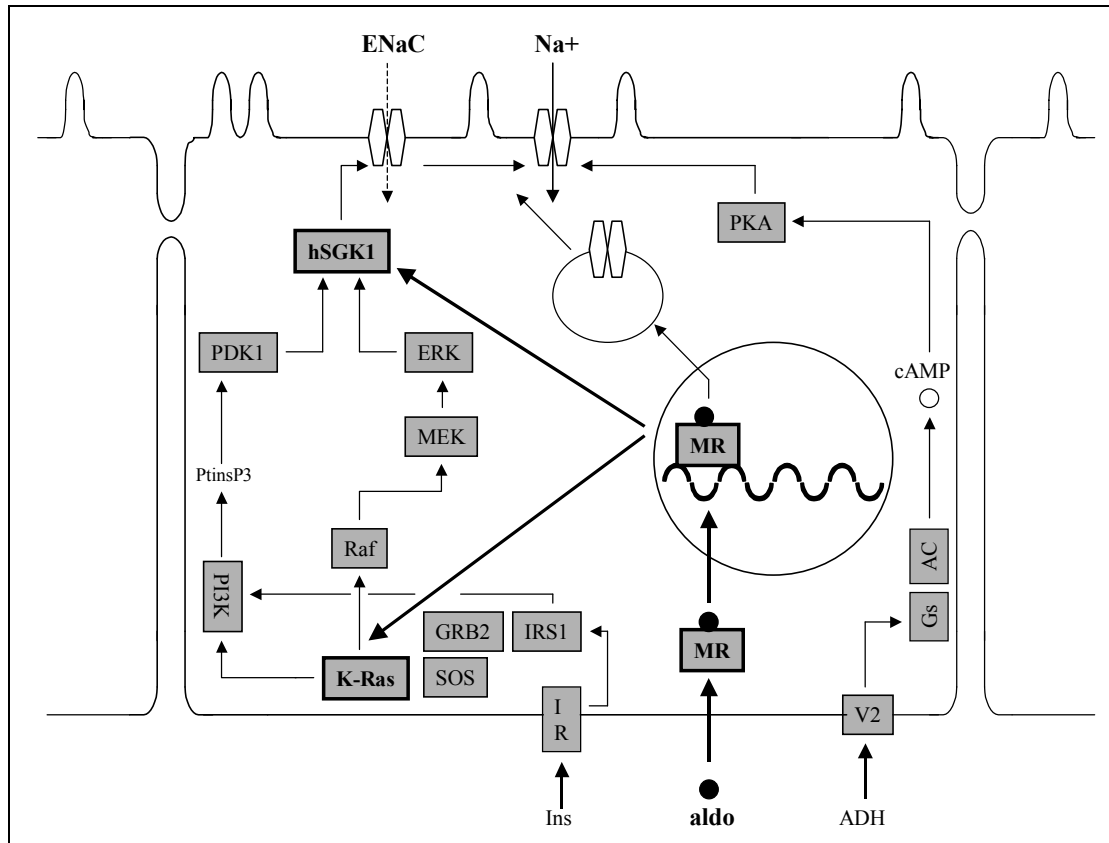 ENaC
Na+
PKA
hSGK1
PDK1
ERK
cAMP
MEK
MR
PtinsP3
Raf
AC
PI3K
GRB2
IRS1
Gs
MR
K-Ras
SOS
I
R
V2
Ins
aldo
ADH